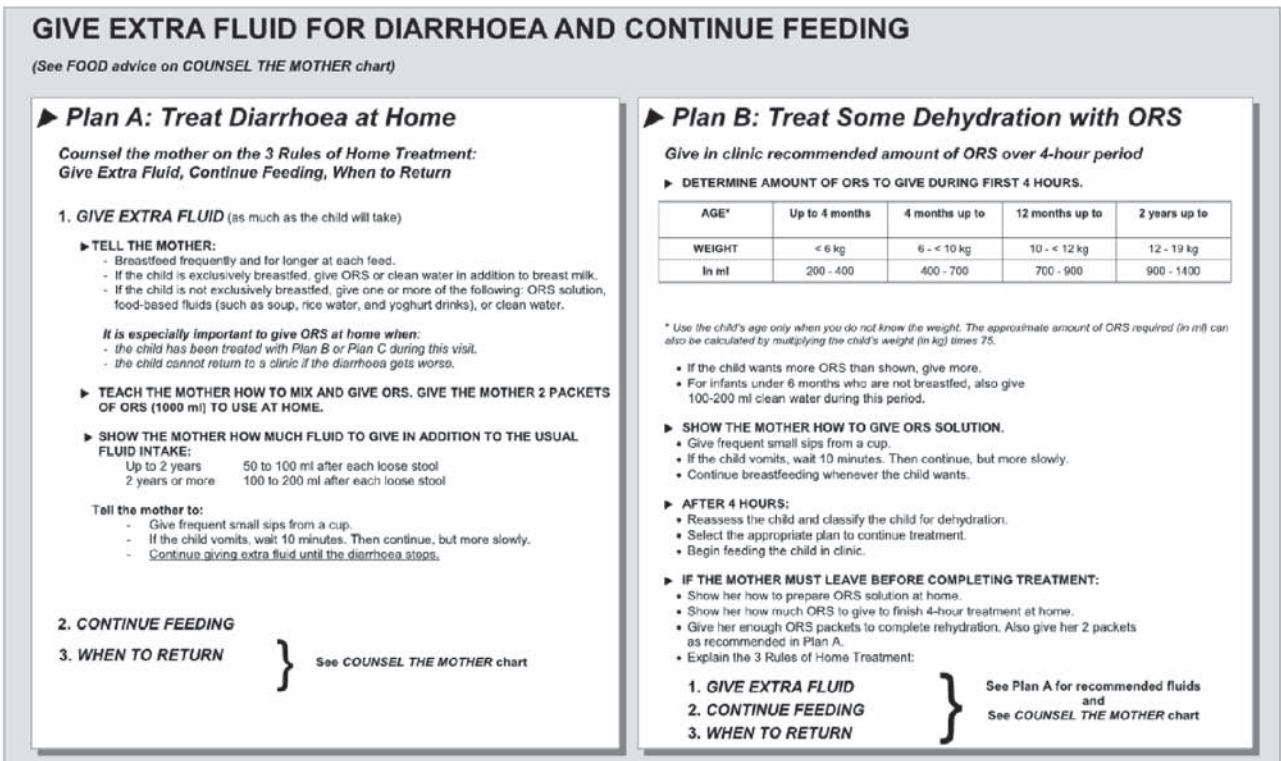 GIVE EXTRA FLUID FOR DIARRHOEA AND CONTINUE FEEDING
(See FOOD advice on COUNSEL THE MOTHER chart)
► Plan A: Treat Diarrhoea at Home
Counsel the mother on the 3 Rules of Home Treatment:
Give Extra Fluid, Continue Feeding, When to Return
1. GIVE EXTRA FLUID (as much as the child will take)
► TELL THE MOTHER:
- Breastfeed frequently and for longer at each feed.
- If the child is exclusively breastfed, give ORS or clean water in addition to breast milk.
- If the child is not exclusively breastfed, give one or more of the following: ORS solution,
food-based fluids (such as soup, rice water, and yoghurt drinks), or clean water.
It is especially important to give ORS at home when:
- the child has been treated with Plan B or Plan C during this visit.
- the child cannot return to a clinic if the diarrhoea gets worse.
► TEACH THE MOTHER HOW TO MIX AND GIVE ORS. GIVE THE MOTHER 2 PACKETS
OF ORS (1000 ml) TO USE AT HOME.
► SHOW THE MOTHER HOW MUCH FLUID TO GIVE IN ADDITION TO THE USUAL
FLUID INTAKE:
Up to 2 years 50 to 100 ml after each loose stool
2 years or more 100 to 200 ml after each loose stool
Tell the mother to:
- Give frequent small sips from a cup.
- If the child vomits, wait 10 minutes. Then continue, but more slowly.
- Continue giving extra fluid until the diarrhoea stops.
2. CONTINUE FEEDING
3. WHEN TO RETURN
See COUNSEL THE MOTHER chart
► Plan B: Treat Some Dehydration with ORS
Give in clinic recommended amount of ORS over 4-hour period
► DETERMINE AMOUNT OF ORS TO GIVE DURING FIRST 4 HOURS.
AGE* Up to 4 months 4 months up to 12 months up to 2 years up to
WEIGHT < 6 kg 6 - < 10 kg 10 - < 12 kg 12 - 19 kg
In ml 200 - 400 400 - 700 700 - 900 900 - 1400
* Use the child's age only when you do not know the weight. The approximate amount of ORS required (in ml) can
also be calculated by multiplying the child's weight (in kg) times 75.
• If the child wants more ORS than shown, give more.
• For infants under 6 months who are not breastfed, also give
100-200 ml clean water during this period.
► SHOW THE MOTHER HOW TO GIVE ORS SOLUTION.
• Give frequent small sips from a cup.
• If the child vomits, wait 10 minutes. Then continue, but more slowly.
• Continue breastfeeding whenever the child wants.
► AFTER 4 HOURS:
• Reassess the child and classify the child for dehydration.
• Select the appropriate plan to continue treatment.
• Begin feeding the child in clinic.
► IF THE MOTHER MUST LEAVE BEFORE COMPLETING TREATMENT:
• Show her how to prepare ORS solution at home.
• Show her how much ORS to give to finish 4-hour treatment at home.
• Give her enough ORS packets to complete rehydration. Also give her 2 packets
as recommended in Plan A.
• Explain the 3 Rules of Home Treatment:
1. GIVE EXTRA FLUID
2. CONTINUE FEEDING
3. WHEN TO RETURN
See Plan A for recommended fluids
and
See COUNSEL THE MOTHER chart